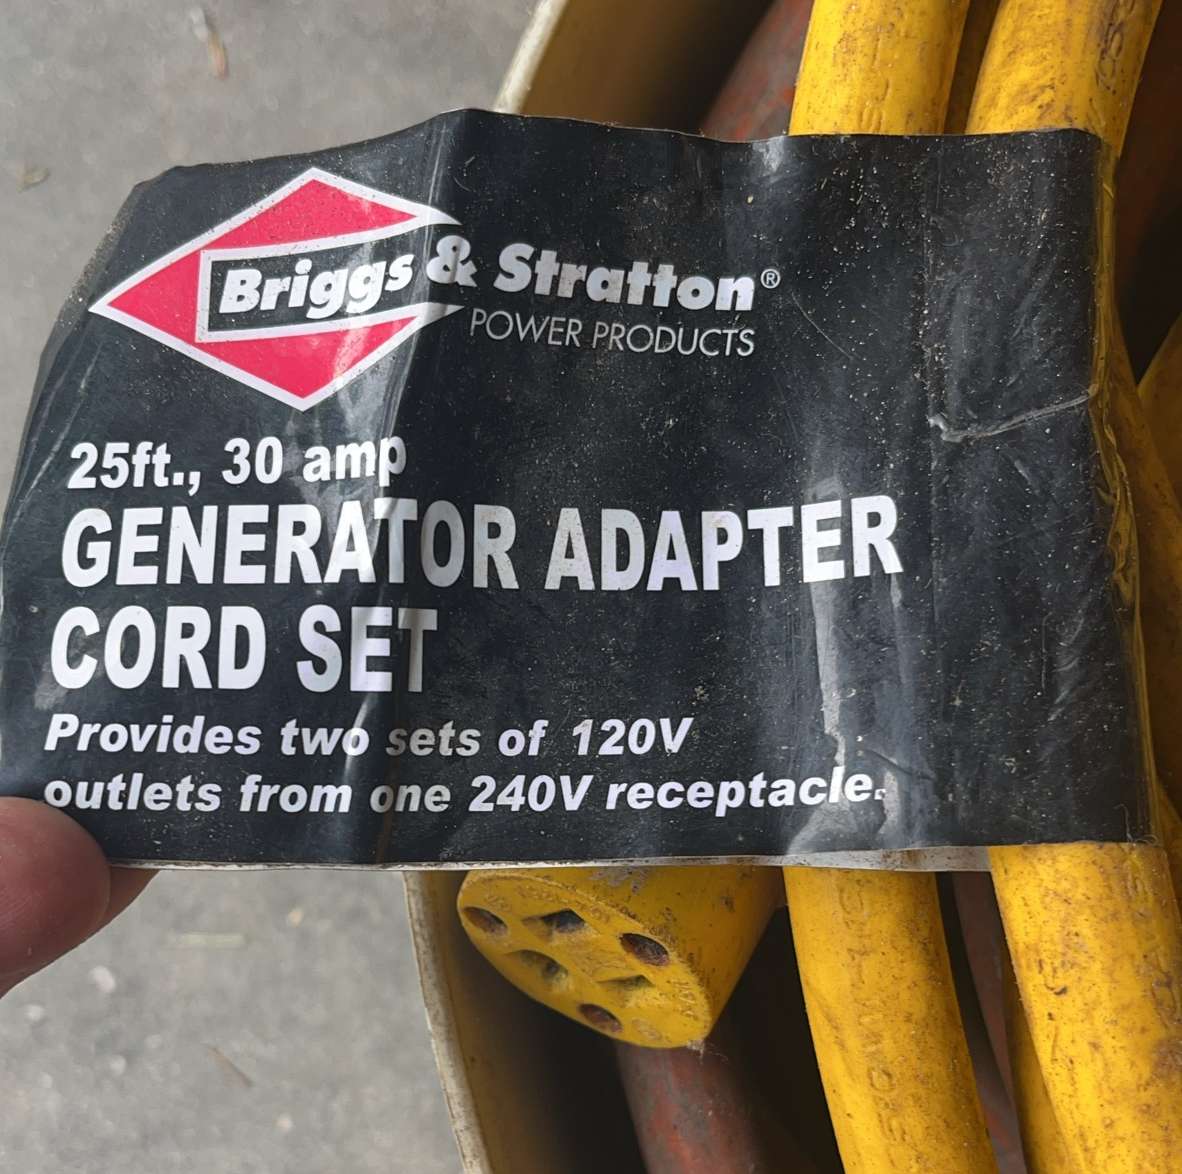 Briggs & Stratton®
POWER PRODUCTS
25ft., 30 amp
GENERATOR ADAPTER
CORD SET
Provides two sets of 120V
outlets from one 240V receptacle.